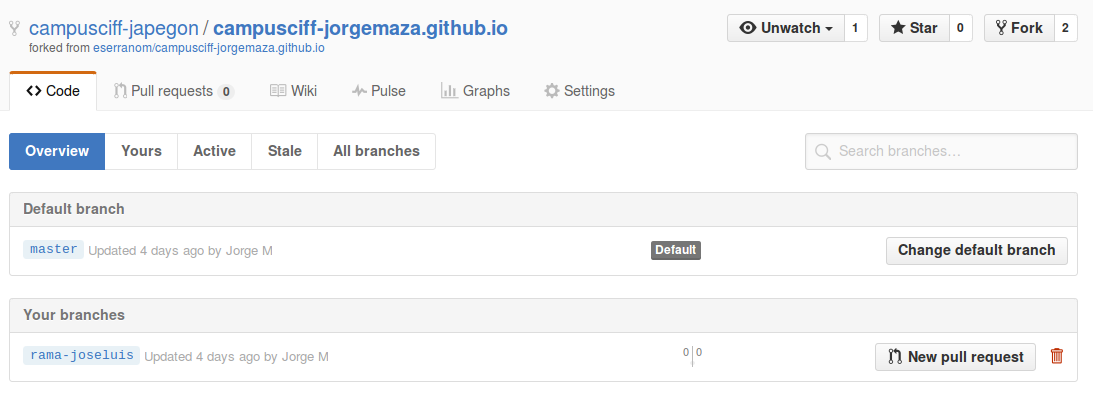 campusciff-japegon / campusciff-jorgemaza.github.io
Unwatch 1 Star 0 Fork 2
forked from eserranom/campusciff-jorgemaza.github.io
Code Pull requests 0 Wiki Pulse Graphs Settings
Overview Yours Active Stale All branches Search branches...
Default branch
master Updated 4 days ago by Jorge M Default Change default branch
Your branches
rama-joseluis Updated 4 days ago by Jorge M 0 0 New pull request